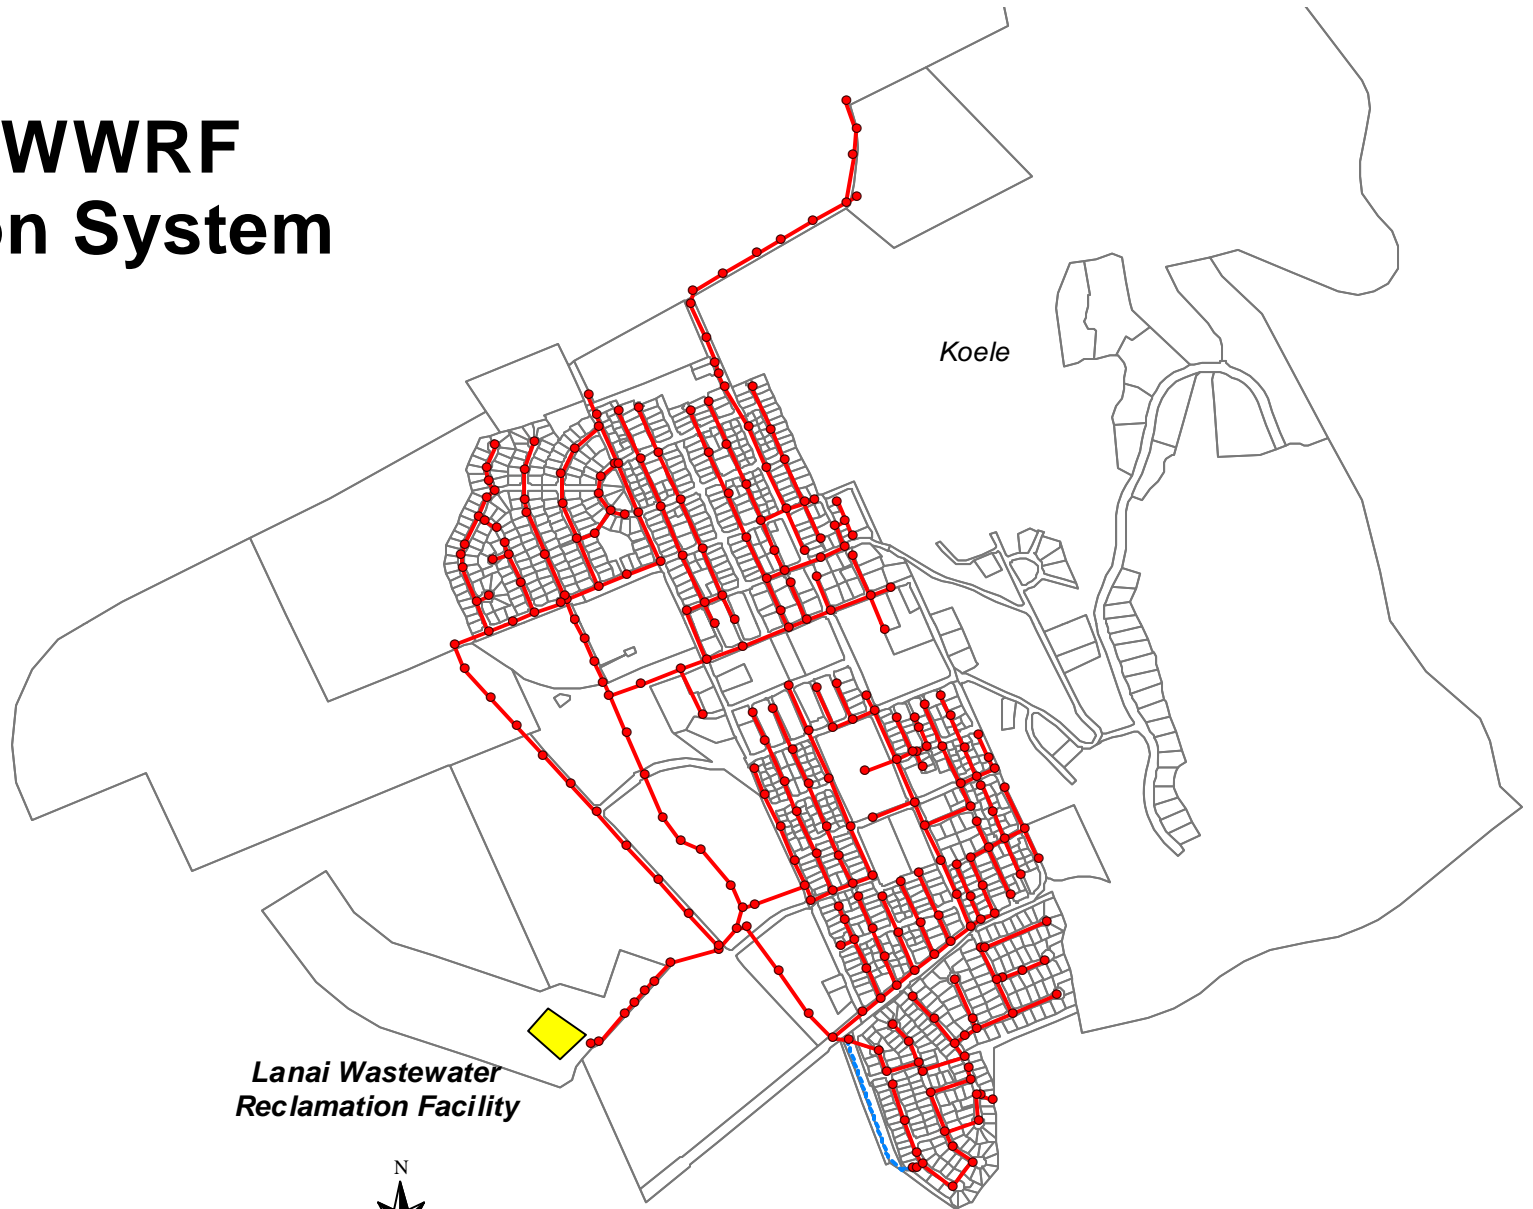 WWRF
on System
Koele
Lanai Wastewater
Reclamation Facility
N